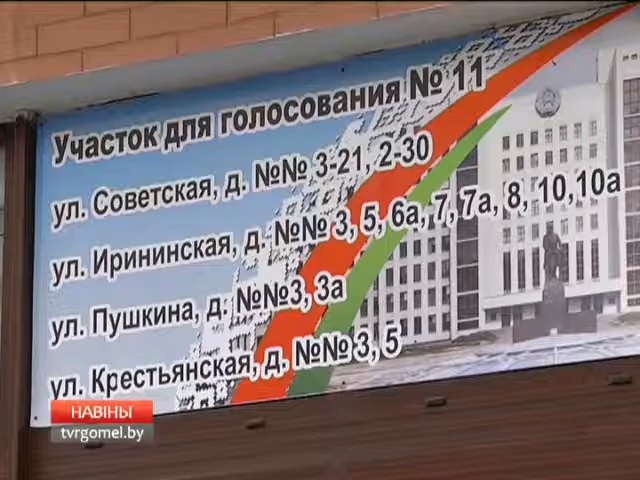 Участок для голосования № 11
ул. Советская, д. №№ 3-21, 2-30
ул. Ирининская, д. №№ 3, 5, 6а, 7, 7а, 8, 10,10а
ул. Пушкина, д. №№3, 3а
ул. Крестьянская, д. №№ 3, 5
НАВІНЫ
tvrgomel.by